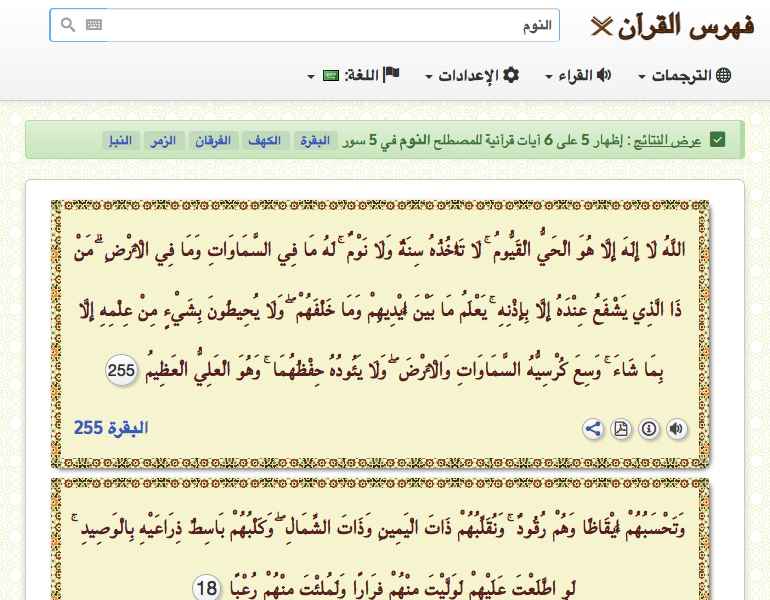 فهرس القرآن
النوم
الترجمات
القراء
الإعدادات
اللغة:
عرض النتائج : إظهار 5 على 6 آيات قرآنية للمصطلح النوم في 5 سور البقرة الكهف الفرقان الزمر النبإ
اللَّهُ لَا إِلَٰهَ إِلَّا هُوَ الْحَيُّ الْقَيُّومُ ۚ لَا تَأْخُذُهُ سِنَةٌ وَلَا نَوْمٌ ۚ لَهُ مَا فِي السَّمَاوَاتِ وَمَا فِي الْأَرْضِ ۗ مَنْ
ذَا الَّذِي يَشْفَعُ عِنْدَهُ إِلَّا بِإِذْنِهِ ۚ يَعْلَمُ مَا بَيْنَ أَيْدِيهِمْ وَمَا خَلْفَهُمْ ۖ وَلَا يُحِيطُونَ بِشَيْءٍ مِنْ عِلْمِهِ إِلَّا
بِمَا شَاءَ ۚ وَسِعَ كُرْسِيُّهُ السَّمَاوَاتِ وَالْأَرْضَ ۖ وَلَا يَئُودُهُ حِفْظُهُمَا ۚ وَهُوَ الْعَلِيُّ الْعَظِيمُ 255
البقرة 255
وَتَحْسَبُهُمْ أَيْقَاظًا وَهُمْ رُقُودٌ ۚ وَنُقَلِّبُهُمْ ذَاتَ الْيَمِينِ وَذَاتَ الشِّمَالِ ۖ وَكَلْبُهُمْ بَاسِطٌ ذِرَاعَيْهِ بِالْوَصِيدِ ۚ
لَوِ اطَّلَعْتَ عَلَيْهِمْ لَوَلَّيْتَ مِنْهُمْ فِرَارًا وَلَمُلِئْتَ مِنْهُمْ رُعْبًا 18